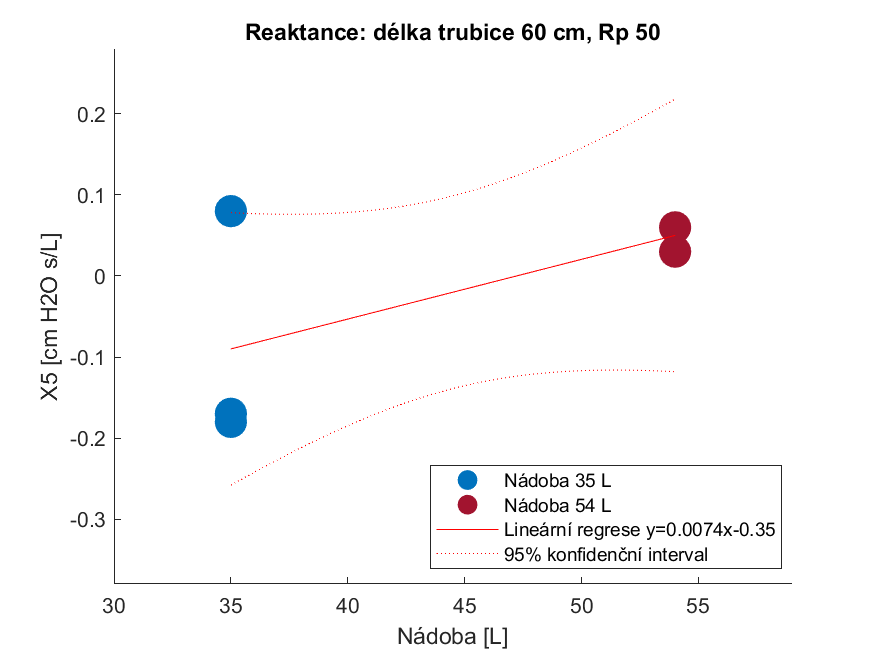 Reaktance: délka trubice 60 cm, Rp 50
X5 [cm H2O s/L]
0.2
0.1
0
-0.1
-0.2
-0.3
30 35 40 45 50 55
Nádoba [L]
Nádoba 35 L
Nádoba 54 L
Lineární regrese y=0.0074x-0.35
95% konfidenční interval